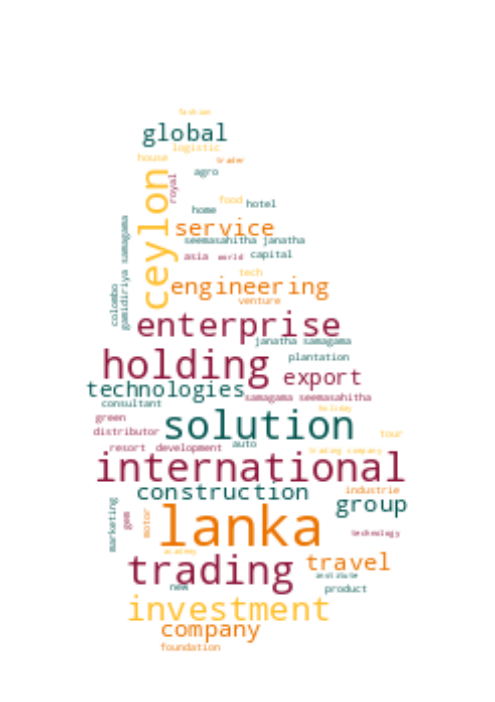 fashion
global
logistic
house
trader
agro
ceylon
royal
food
home
hotel
service
seemasahitha janatha
colombo
gamidiriya samagama
asia
world
capital
tech
engineering
venture
enterprise
janatha samagama
holding
plantation
export
technologies
samagama seemasahitha
consultant
holiday
green
solution
distributor
tour
auto
resort
development
trading company
international
construction
industrie
group
marketing
gem
motor
lanka
technology
academy
trading
travel
institute
new
product
investment
company
foundation